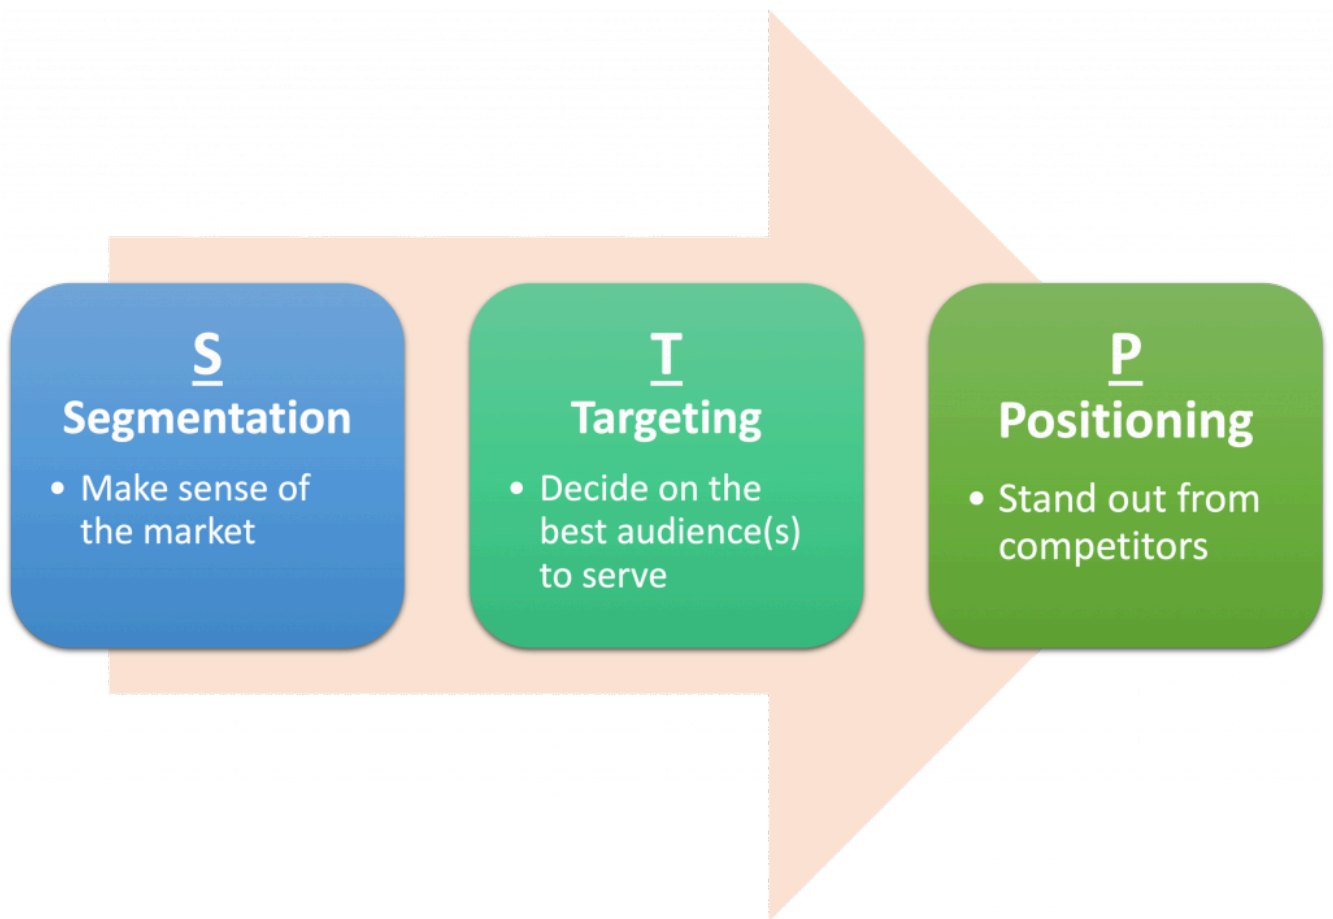 S
Segmentation
• Make sense of
the market
T
Targeting
• Decide on the
best audience(s)
to serve
P
Positioning
• Stand out from
competitors